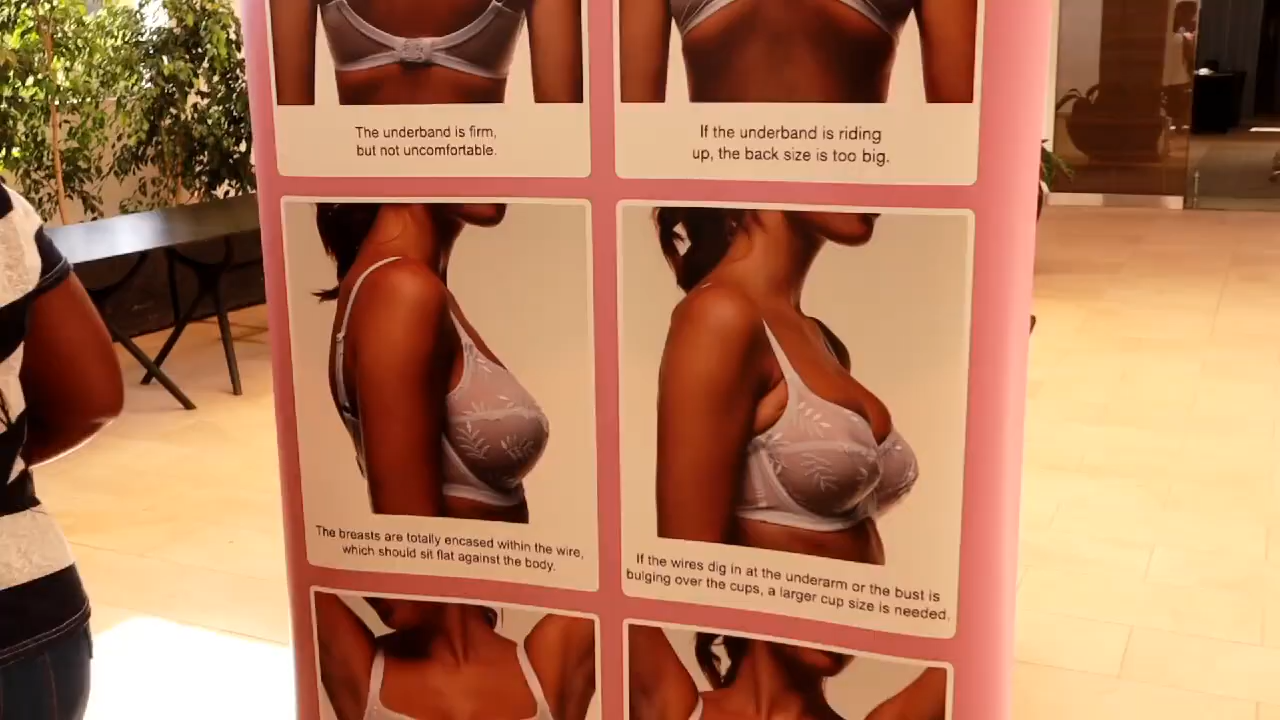 The underband is firm,
but not uncomfortable.
If the underband is riding
up, the back size is too big.
The breasts are totally encased within the wire,
which should sit flat against the body.
If the wires dig in at the underarm or the bust is
bulging over the cups, a larger cup size is needed.